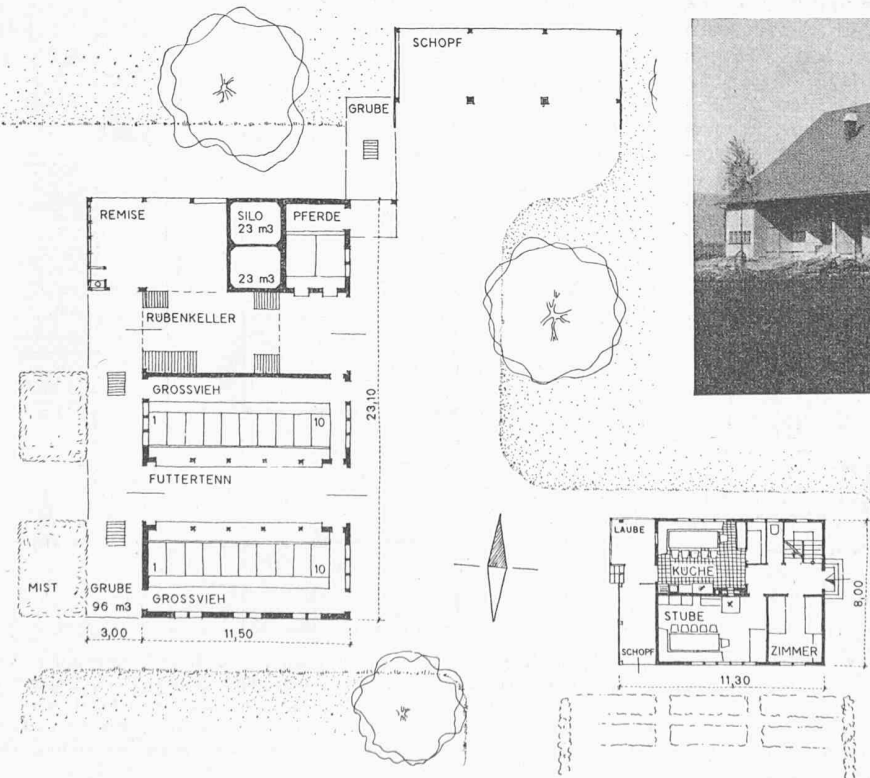 SCHOPF
GRUBE
REMISE
SILO
23 m3
PFERDE
23 m3
RÜBENKELLER
GROSSVIEH
1
10
23,10
FUTTERTENN
1
10
MIST
GRUBE
96 m3
GROSSVIEH
3,00
11,50
LAUBE
KÜCHE
STUBE
SCHOPF
ZIMMER
8,00
11,30